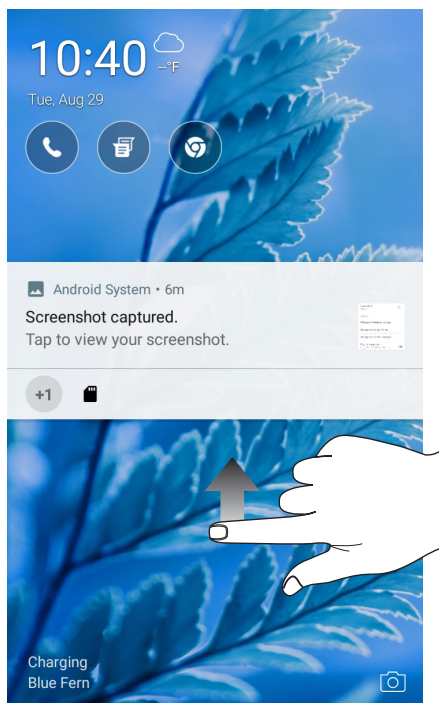 10:40
--°F
Tue, Aug 29
Android System • 6m
Screenshot captured.
Tap to view your screenshot.
+1
Charging
Blue Fern